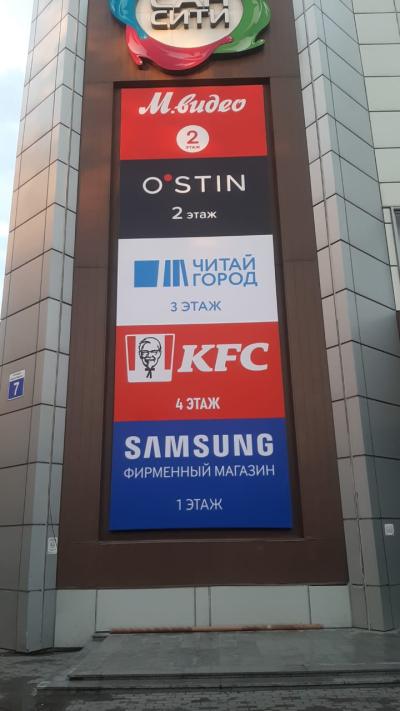 САН
СИТИ
М.видео
2
ЭТАЖ
O'STIN
2 этаж
ЧИТАЙ
ГОРОД
3 ЭТАЖ
KFC
4 ЭТАЖ
SAMSUNG
ФИРМЕННЫЙ МАГАЗИН
1 ЭТАЖ
7